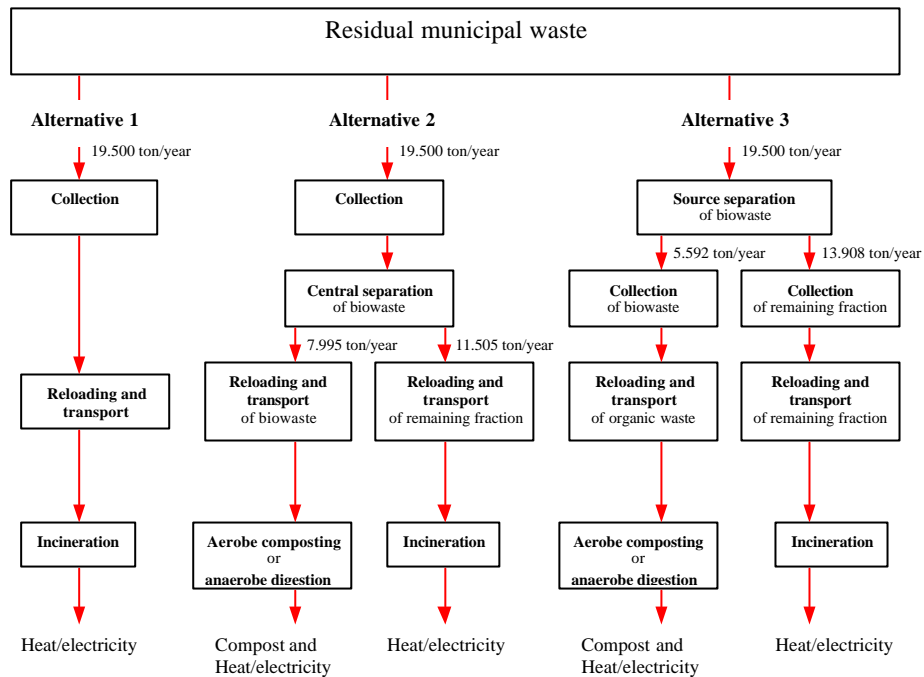 Residual municipal waste
Alternative 1
19.500 ton/year
Collection
Reloading and
transport
Incineration
Heat/electricity
Alternative 2
19.500 ton/year
Collection
Central separation
of biowaste
7.995 ton/year
Reloading and
transport
of biowaste
Aerobe composting
or
anaerobe digestion
Compost and
Heat/electricity
11.505 ton/year
Reloading and
transport
of remaining fraction
Incineration
Heat/electricity
Alternative 3
19.500 ton/year
Source separation
of biowaste
5.592 ton/year
Collection
of biowaste
Reloading and
transport
of organic waste
Aerobe composting
or
anaerobe digestion
Compost and
Heat/electricity
13.908 ton/year
Collection
of remaining fraction
Reloading and
transport
of remaining fraction
Incineration
Heat/electricity